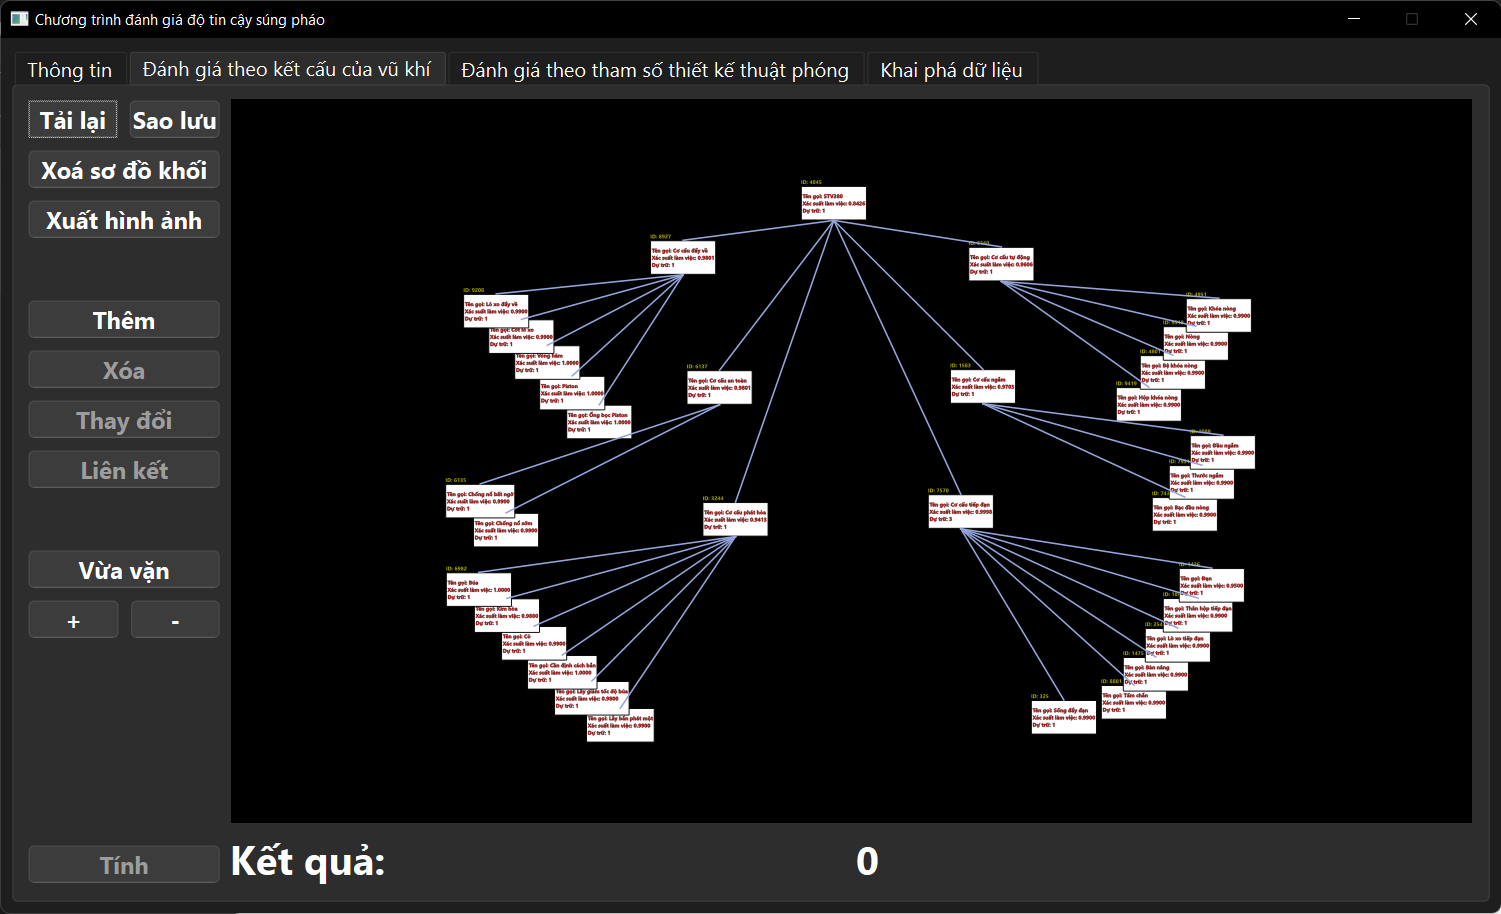 Chương trình đánh giá độ tin cậy súng pháo
Thông tin
Đánh giá theo kết cấu của vũ khí
Đánh giá theo tham số thiết kế thuật phóng
Khai phá dữ liệu
Tải lại
Sao lưu
Xoá sơ đồ khối
Xuất hình ảnh
Thêm
Xóa
Thay đổi
Liên kết
Vừa vặn
+
-
Tính
ID: 4045
Tên gọi: STV380
Xác suất làm việc: 0.8426
Dự trữ: 1
ID: 8927
Tên gọi: Cơ cấu đẩy về
Xác suất làm việc: 0.9801
Dự trữ: 1
Tên gọi: Cơ cấu tự động
Xác suất làm việc: 0.9606
Dự trữ: 1
ID: 9208
Tên gọi: Lò xo đẩy về
Xác suất làm việc: 0.9900
Dự trữ: 1
Tên gọi: Cốt lò xo
Xác suất làm việc: 0.9900
Dự trữ: 1
Tên gọi: Vòng hãm
Xác suất làm việc: 1.0000
Dự trữ: 1
Tên gọi: Piston
Xác suất làm việc: 1.0000
Dự trữ: 1
Tên gọi: Ống bọc Piston
Xác suất làm việc: 1.0000
Dự trữ: 1
ID: 4051
Tên gọi: Khóa nòng
Xác suất làm việc: 0.9900
Dự trữ: 1
Tên gọi: Nòng
Xác suất làm việc: 0.9900
Dự trữ: 1
Tên gọi: Bệ khóa nòng
Xác suất làm việc: 0.9900
Dự trữ: 1
ID: 9419
Tên gọi: Hộp khóa nòng
Xác suất làm việc: 0.9900
Dự trữ: 1
ID: 6137
Tên gọi: Cơ cấu an toàn
Xác suất làm việc: 0.9801
Dự trữ: 1
ID: 1583
Tên gọi: Cơ cấu ngắm
Xác suất làm việc: 0.9703
Dự trữ: 1
Tên gọi: Đầu ngắm
Xác suất làm việc: 0.9900
Dự trữ: 1
Tên gọi: Thước ngắm
Xác suất làm việc: 0.9900
Dự trữ: 1
Tên gọi: Bạc đầu nòng
Xác suất làm việc: 0.9900
Dự trữ: 1
ID: 6135
Tên gọi: Chống nổ bất ngờ
Xác suất làm việc: 0.9900
Dự trữ: 1
Tên gọi: Chống nổ sớm
Xác suất làm việc: 0.9900
Dự trữ: 1
ID: 3244
Tên gọi: Cơ cấu phát hỏa
Xác suất làm việc: 0.9413
Dự trữ: 1
ID: 7570
Tên gọi: Cơ cấu tiếp đạn
Xác suất làm việc: 0.9998
Dự trữ: 3
ID: 6982
Tên gọi: Búa
Xác suất làm việc: 1.0000
Dự trữ: 1
Tên gọi: Kim hỏa
Xác suất làm việc: 0.9800
Dự trữ: 1
Tên gọi: Cò
Xác suất làm việc: 0.9900
Dự trữ: 1
Tên gọi: Cần định cách bắn
Xác suất làm việc: 1.0000
Dự trữ: 1
Tên gọi: Lẫy giảm tốc độ búa
Xác suất làm việc: 0.9800
Dự trữ: 1
Tên gọi: Lẫy bắn phát một
Xác suất làm việc: 0.9900
Dự trữ: 1
Tên gọi: Đạn
Xác suất làm việc: 0.9500
Dự trữ: 1
Tên gọi: Thân hộp tiếp đạn
Xác suất làm việc: 0.9900
Dự trữ: 1
Tên gọi: Lò xo tiếp đạn
Xác suất làm việc: 0.9900
Dự trữ: 1
ID: 1475
Tên gọi: Bàn nâng
Xác suất làm việc: 0.9900
Dự trữ: 1
ID: 8801
Tên gọi: Tấm chắn
Xác suất làm việc: 0.9900
Dự trữ: 1
ID: 325
Tên gọi: Sống đẩy đạn
Xác suất làm việc: 0.9900
Dự trữ: 1
Kết quả:
0